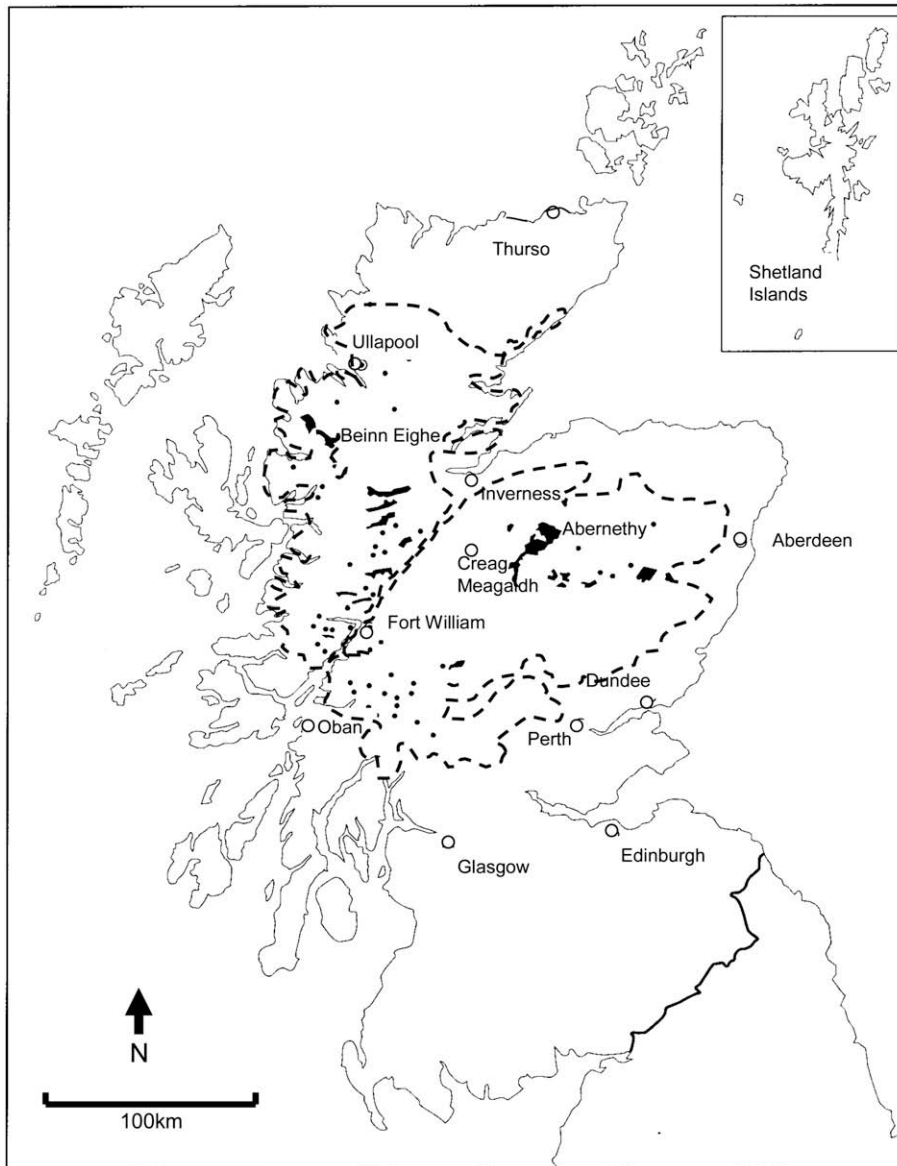 Shetland
Islands
Thurso
Ullapool
Beinn Eighe
Inverness
Abernethy
Aberdeen
Creag
Meagaidh
Fort William
Dundee
Oban
Perth
Glasgow
Edinburgh
N
100km